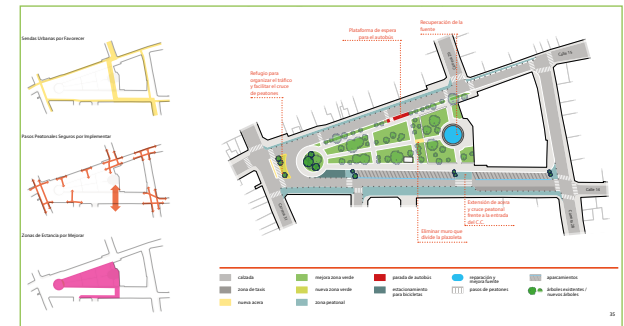 Sendas Urbanas por Favorecer
Pasos Peatonales Seguros por Implementar
Zonas de Estancia por Mejorar
Plataforma de espera
para el autobús
Recuperación de la
fuente
Refugio para
organizar el tráfico
y facilitar el cruce
de peatones
Calle 1a
Calle 1d
Extensión de acera
y cruce peatonal
frente a la entrada
del C.C.
Eliminar muro que
divide la plazoleta
calzada
zona de taxis
nueva acera
mejora zona verde
nueva zona verde
zona peatonal
parada de autobús
estacionamiento
para bicicletas
reparación y
mejora fuente
pasos de peatones
aparcamientos
árboles existentes /
nuevos árboles
35